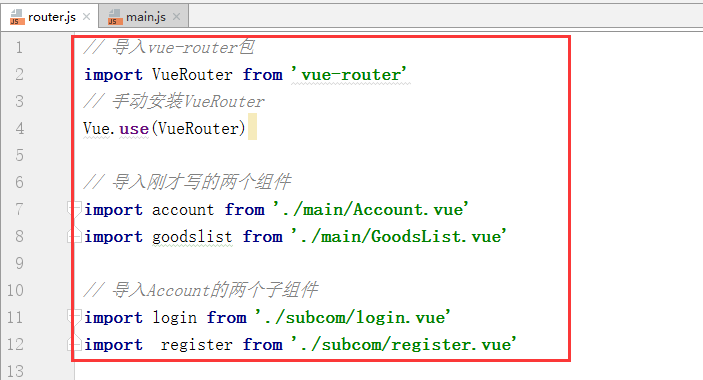 router.js × main.js ×
1 // 导入vue-router包
2 import VueRouter from 'vue-router'
3 // 手动安装VueRouter
4 Vue.use(VueRouter)
5
6 // 导入刚才写的两个组件
7 import account from './main/Account.vue'
8 import goodslist from './main/GoodsList.vue'
9
10 // 导入Account的两个子组件
11 import login from './subcom/login.vue'
12 import  register from './subcom/register.vue'
13